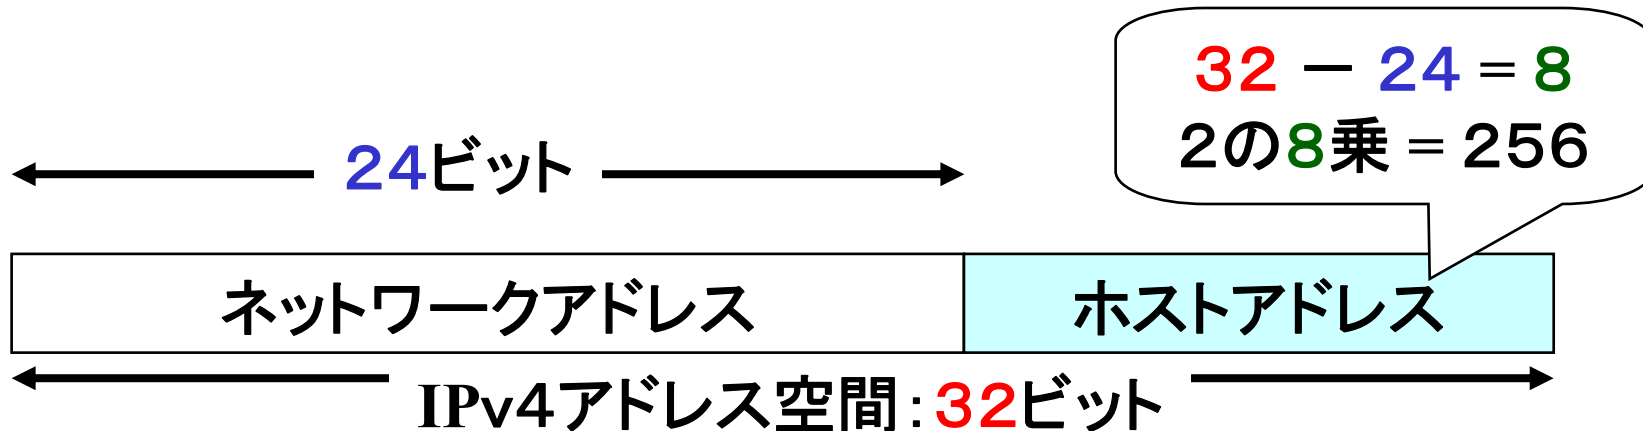 32 － 24 = 8
2の8乗 = 256
24ビット
ネットワークアドレス
ホストアドレス
IPv4アドレス空間：32ビット